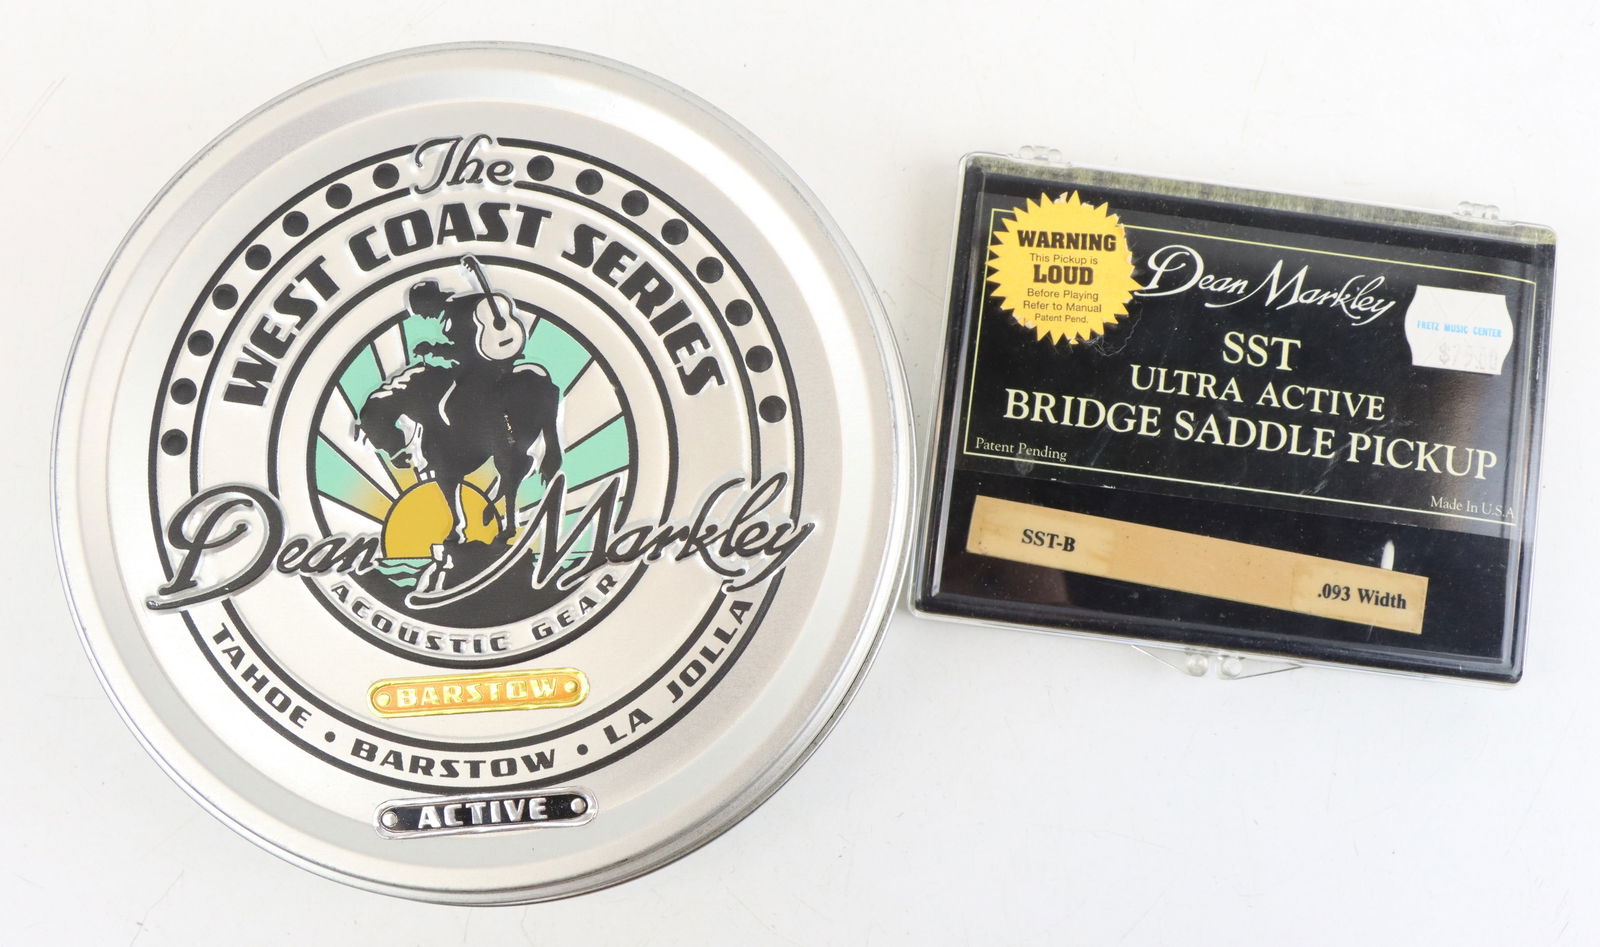 The
WEST COAST SERIES
Dean Markley
ACOUSTIC GEAR
BARSTOW
TAHOE • BARSTOW • LA JOLLA
ACTIVE
WARNING
This Pickup is
LOUD
Before Playing
Refer to Manual
Patent Pend.
Dean Markley
FRETZ MUSIC CENTER
SST
ULTRA ACTIVE
BRIDGE SADDLE PICKUP
Patent Pending
Made In U.S.A
SST-B
.093 Width